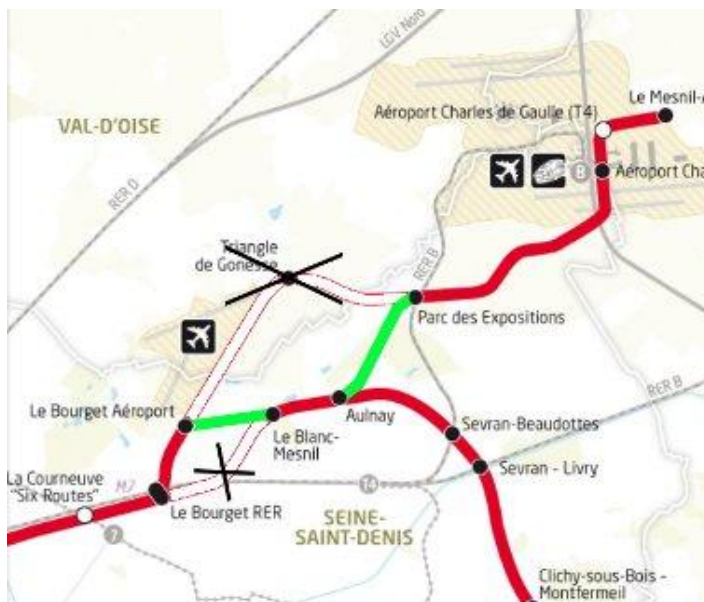 LGV Nord
Aéroport Charles de Gaulle (T4)
Le Mesnil-A
VAL-D'OISE
RER D
B
Aéroport Cha
Triangle
de Gonesse
RER B
Parc des Expositions
RER B
Le Bourget Aéroport
Aulnay
Le Blanc-
Mesnil
Sevran-Beaudottes
Sevran - Livry
La Courneuve
"Six Routes"
M7
T4
Le Bourget RER
7
SEINE-
SAINT-DENIS
Clichy-sous-Bois -
Montfermeil